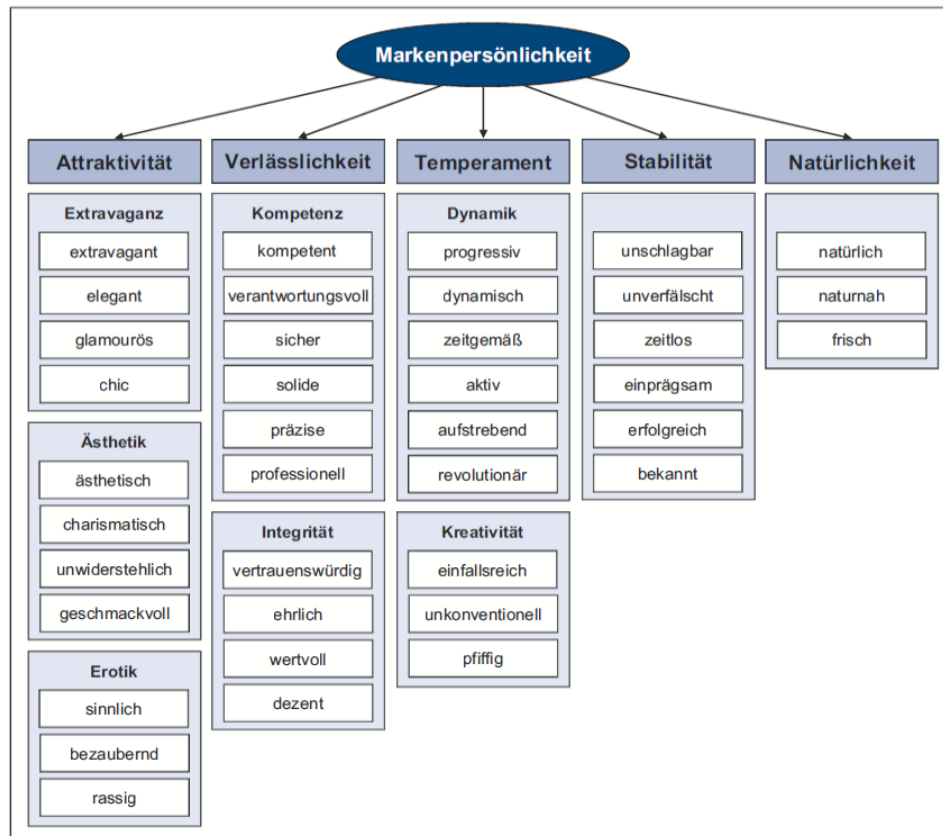 Markenpersönlichkeit
Attraktivität
Extravaganz
extravagant
elegant
glamourös
chic
Ästhetik
ästhetisch
charismatisch
unwiderstehlich
geschmackvoll
Erotik
sinnlich
bezaubernd
rassig
Verlässlichkeit
Kompetenz
kompetent
verantwortungsvoll
sicher
solide
präzise
professionell
Integrität
vertrauenswürdig
ehrlich
wertvoll
dezent
Temperament
Dynamik
progressiv
dynamisch
zeitgemäß
aktiv
aufstrebend
revolutionär
Kreativität
einfallsreich
unkonventionell
pfiffig
Stabilität
unschlagbar
unverfälscht
zeitlos
einprägsam
erfolgreich
bekannt
Natürlichkeit
natürlich
naturnah
frisch